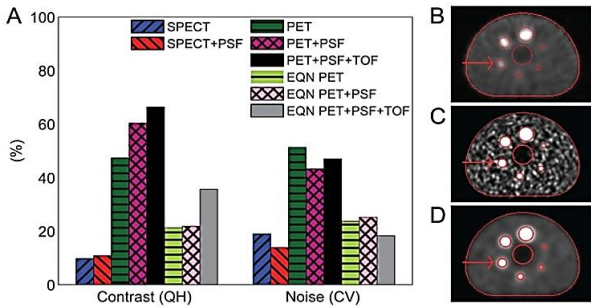 A
100
80
60
40
20
0
(%)
SPECT
SPECT+PSF
PET
PET+PSF
PET+PSF+TOF
EQN PET
EQN PET+PSF
EQN PET+PSF+TOF
Contrast (QH)
Noise (CV)
B
C
D